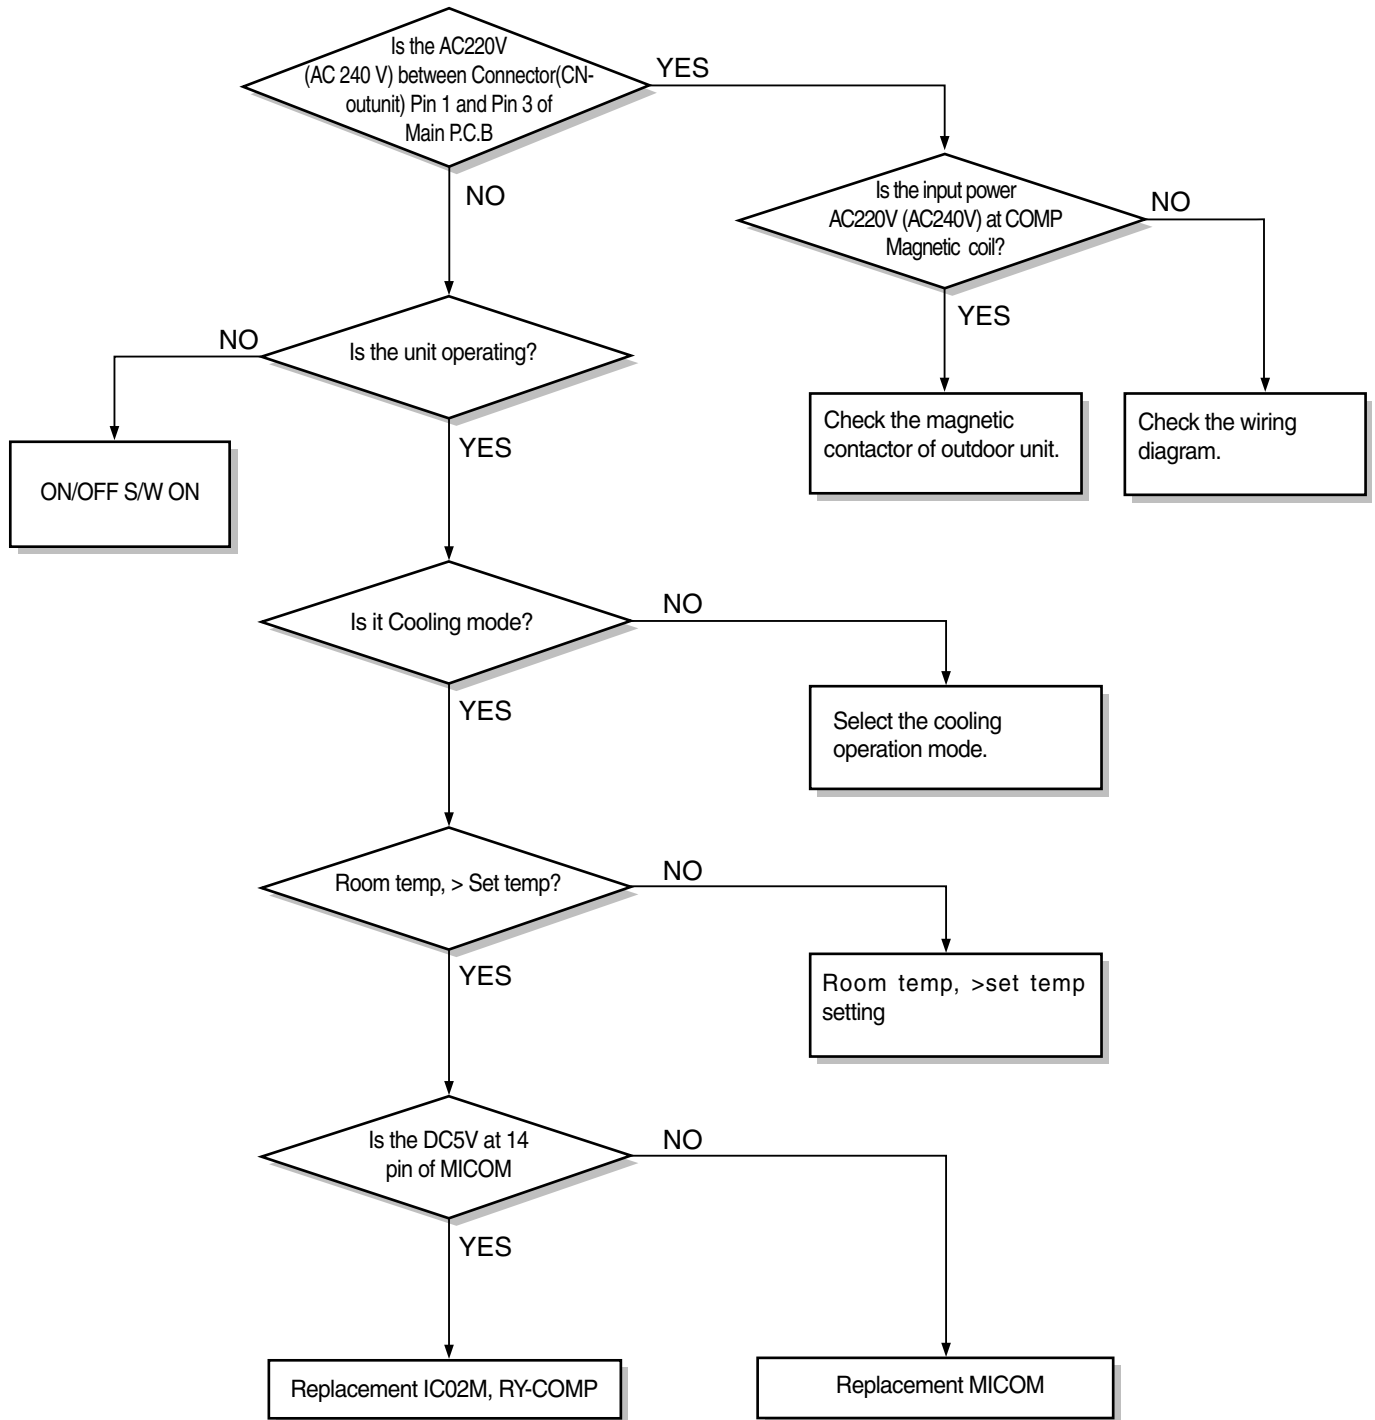 Is the AC220V
(AC 240 V) between Connector(CN-
outunit) Pin 1 and Pin 3 of
Main P.C.B
YES
NO
Is the input power
AC220V (AC240V) at COMP
Magnetic coil?
NO
YES
Check the magnetic
contactor of outdoor unit.
Check the wiring
diagram.
Is the unit operating?
NO
YES
ON/OFF S/W ON
Is it Cooling mode?
NO
YES
Select the cooling
operation mode.
Room temp, > Set temp?
NO
YES
Room temp, >set temp
setting
Is the DC5V at 14
pin of MICOM
NO
YES
Replacement IC02M, RY-COMP
Replacement MICOM